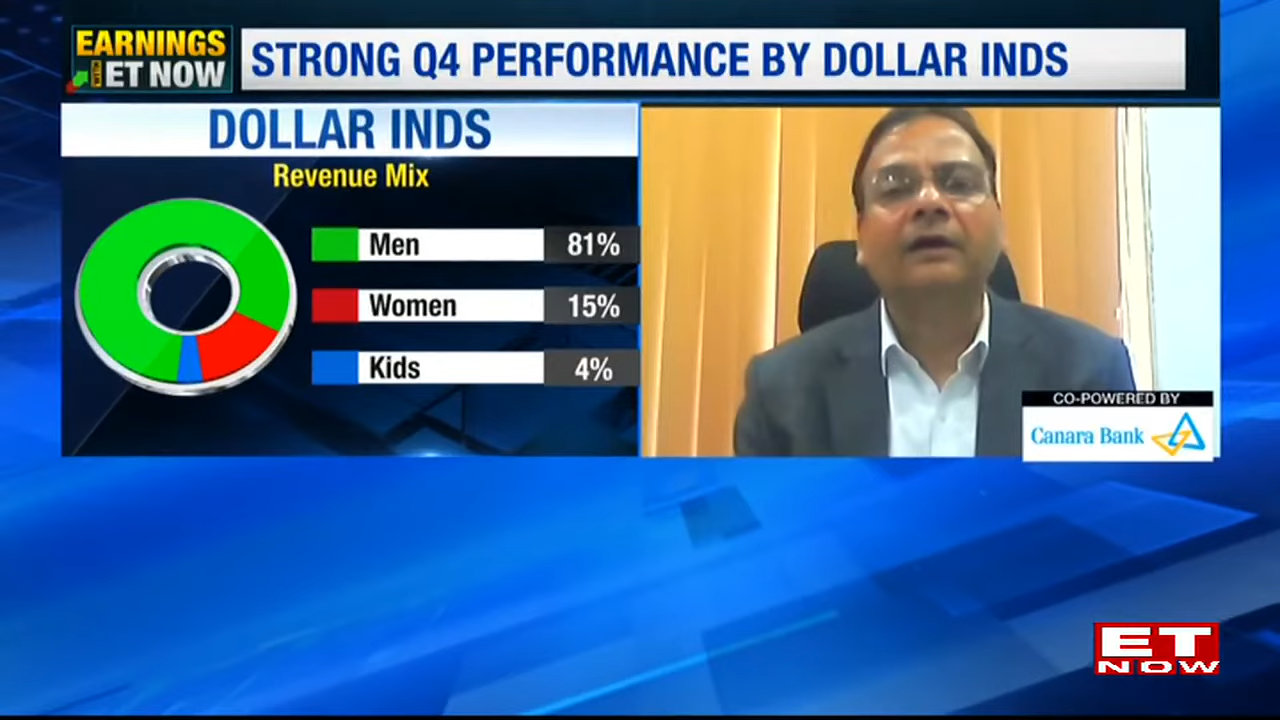 EARNINGS
WITH
ET NOW
STRONG Q4 PERFORMANCE BY DOLLAR INDS
DOLLAR INDS
Revenue Mix
Men 81%
Women 15%
Kids 4%
CO-POWERED BY
Canara Bank
ET
NOW